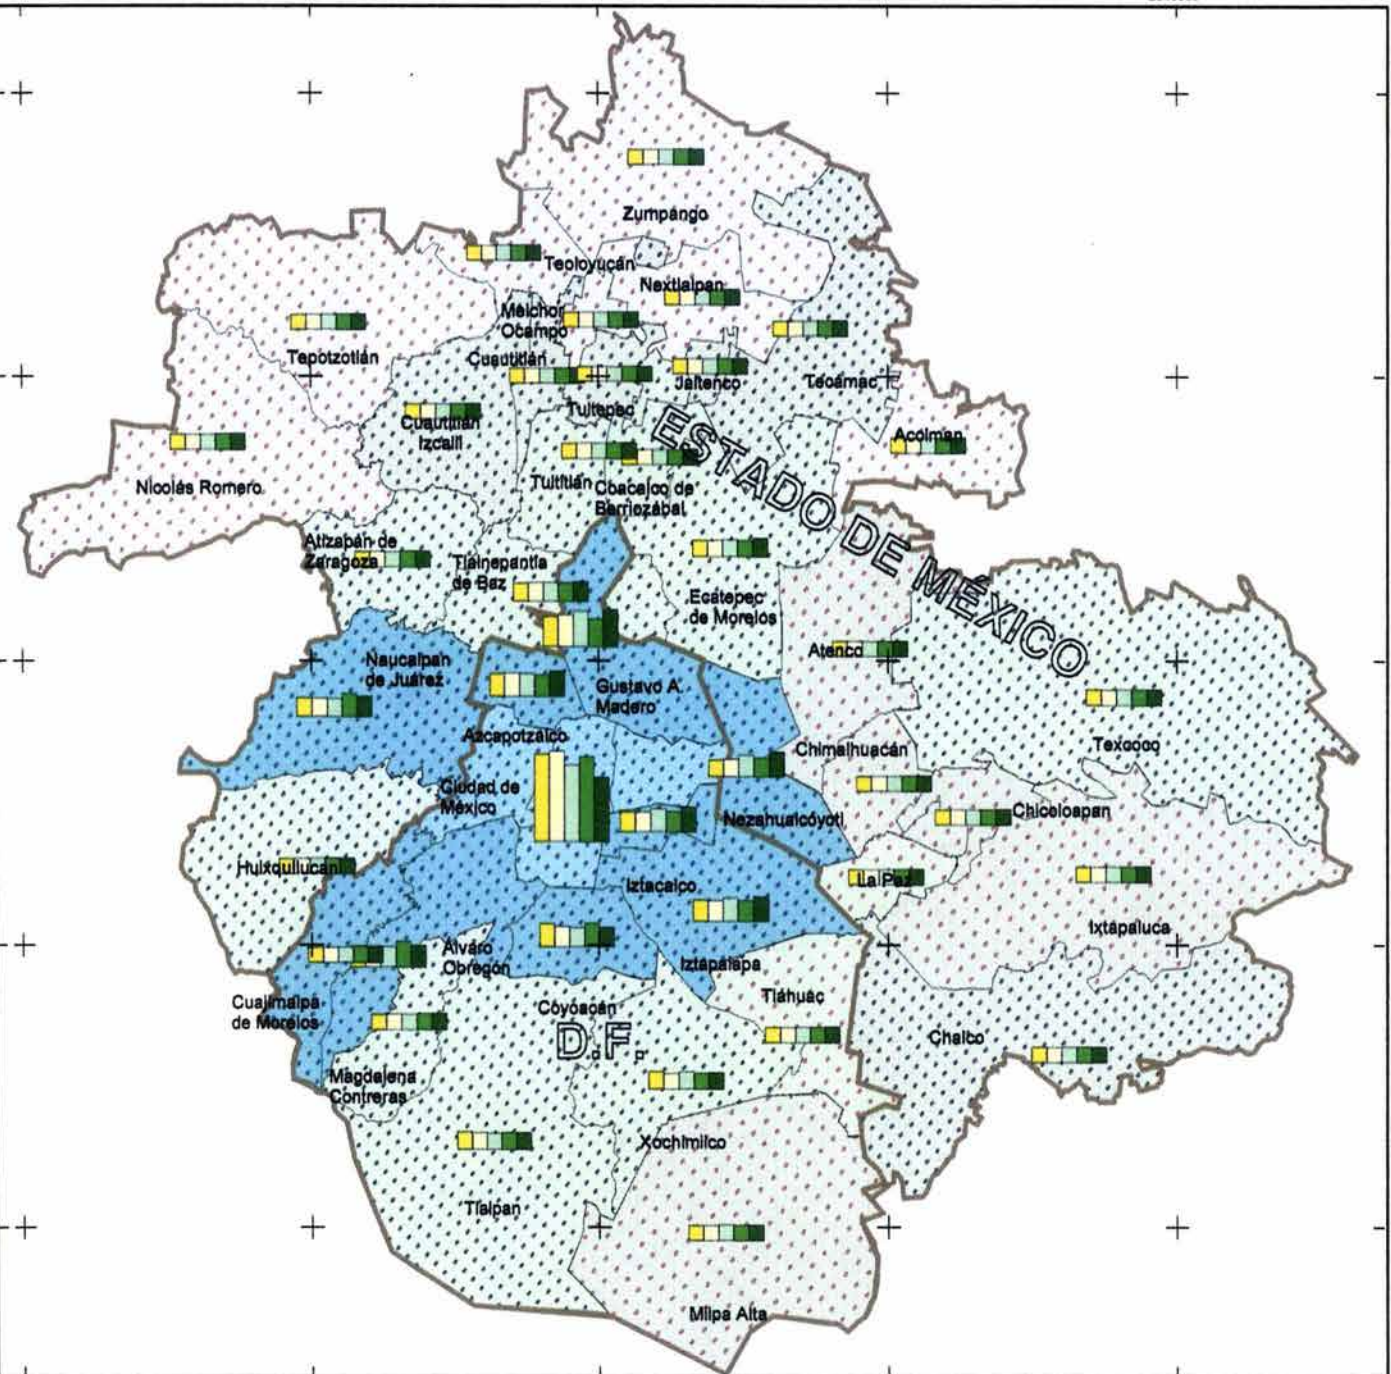 Zumpango
Teoloyucán
Nextlalpan
Melchor
Ocampo
Tepotzotlán
Cuautitlán
Jaltenco
Tecámac
Tultepec
Cuautitlán
Izcalli
Acolman
Nicolás Romero
Tultitlán
Coacalco de
Berriozábal
ESTADO DE MÉXICO
Atizapán de
Zaragoza
Tlalnepantla
de Baz
Ecatepec
de Morelos
Atenco
Naucalpan
de Juárez
Gustavo A.
Madero
Azcapotzalco
Chimalhuacán
Texcoco
Ciudad de
México
Nezahualcóyotl
Chicoloapan
Huixquilucan
La Paz
Iztacalco
Ixtapaluca
Álvaro
Obregón
Iztapalapa
Tláhuac
Cuajimalpa
de Morelos
Coyoacán
D.F.
Chalco
Magdalena
Contreras
Xochimilco
Tlalpan
Milpa Alta